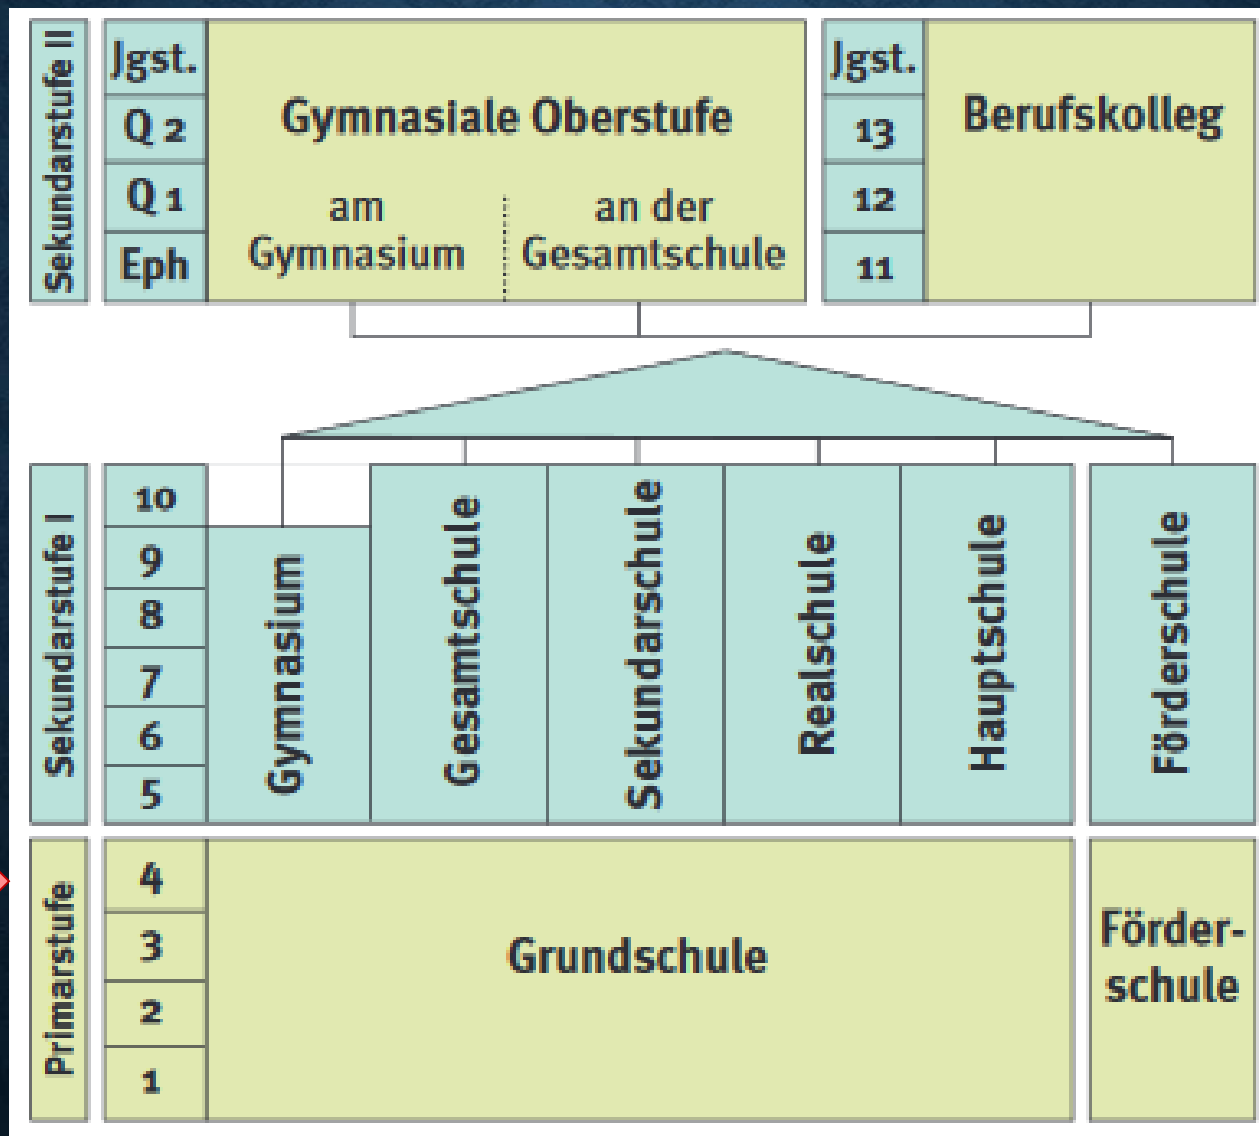 Sekundarstufe II
Jgst.
Q 2
Q 1
Eph
Gymnasiale Oberstufe
am
Gymnasium
an der
Gesamtschule
Jgst.
13
12
11
Berufskolleg
Sekundarstufe I
10
9
8
7
6
5
Gymnasium
Gesamtschule
Sekundarschule
Realschule
Hauptschule
Förderschule
Primarstufe
4
3
2
1
Grundschule
Förder-
schule